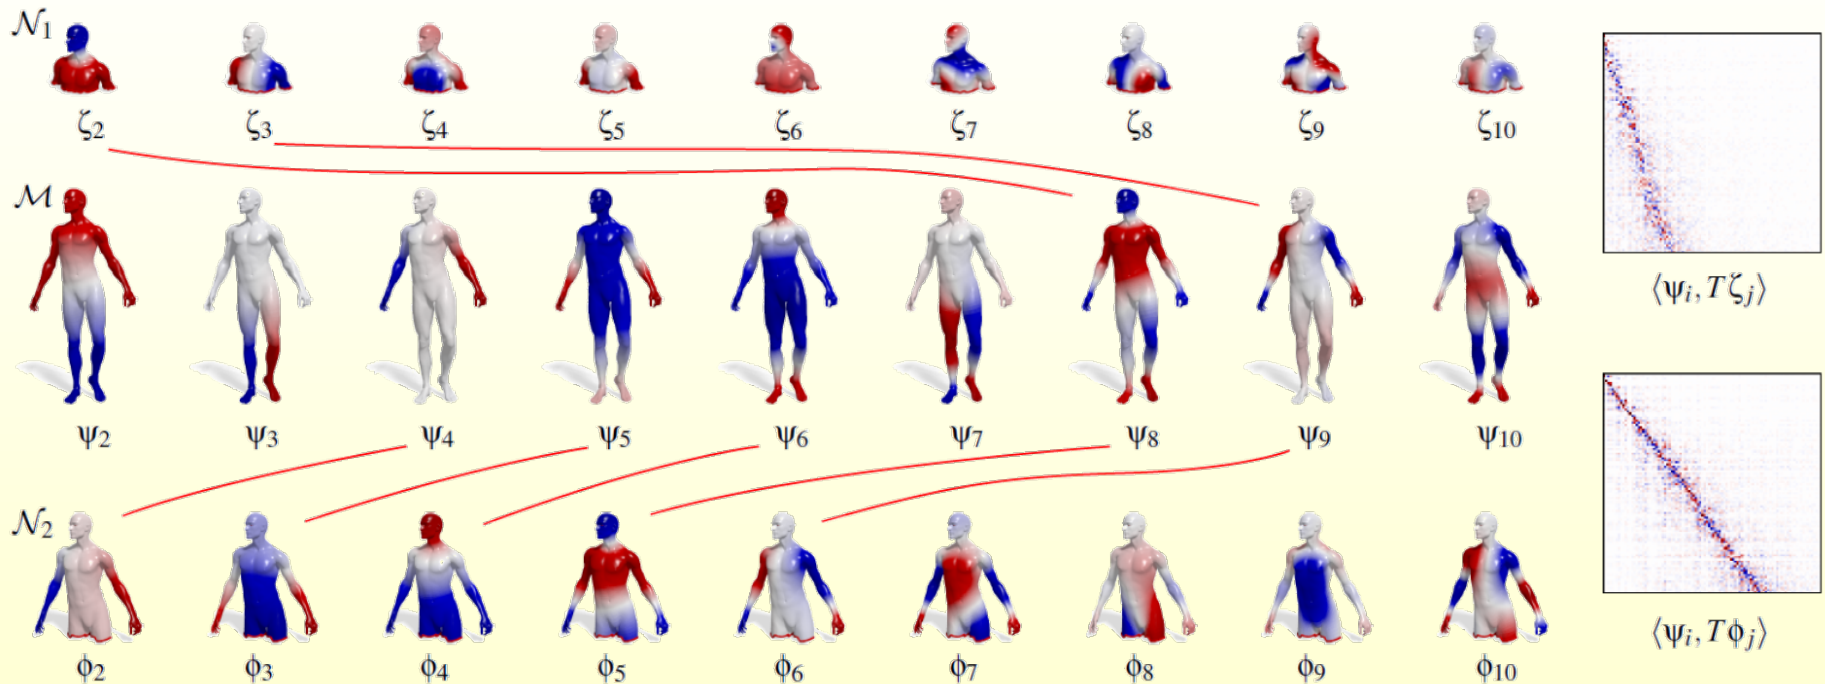 𝒩₁
ζ₂ ζ₃ ζ₄ ζ₅ ζ₆ ζ₇ ζ₈ ζ₉ ζ₁₀
⟨ψᵢ, Tζⱼ⟩
ℳ
ψ₂ ψ₃ ψ₄ ψ₅ ψ₆ ψ₇ ψ₈ ψ₉ ψ₁₀
𝒩₂
ϕ₂ ϕ₃ ϕ₄ ϕ₅ ϕ₆ ϕ₇ ϕ₈ ϕ₉ ϕ₁₀
⟨ψᵢ, Tϕⱼ⟩